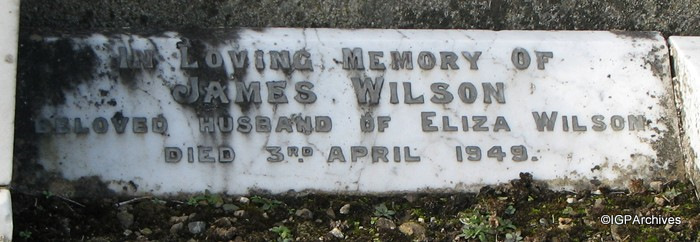 In Loving Memory Of
James Wilson
Beloved Husband of Eliza Wilson
Died 3RD April 1949.
©IGPArchives